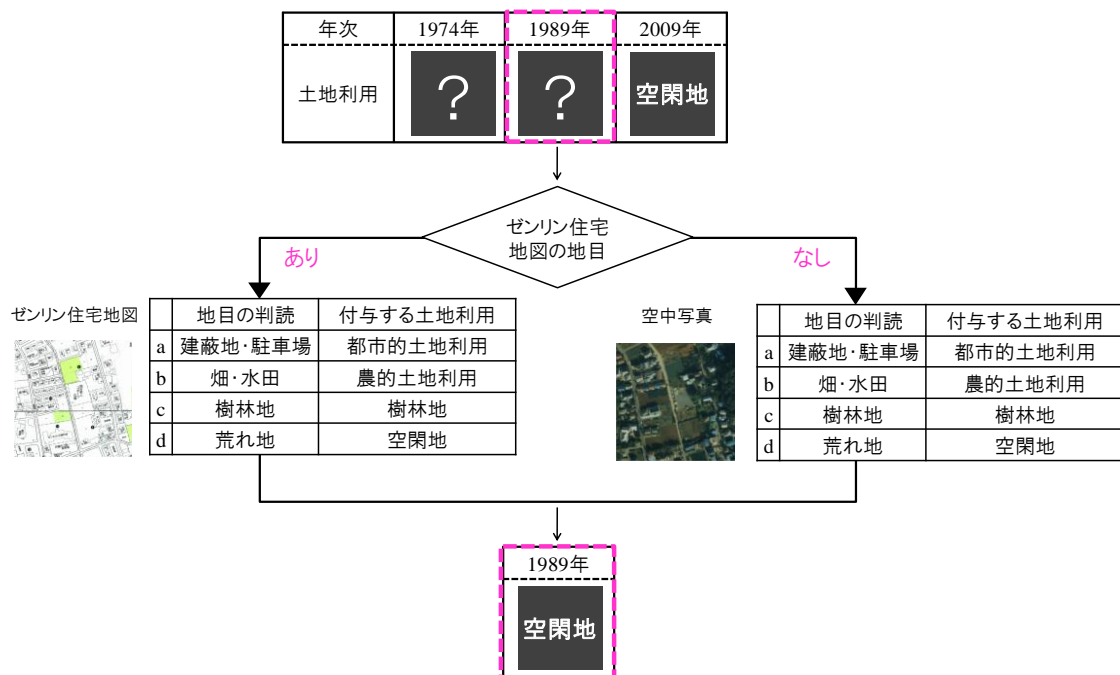 年次 1974年 1989年 2009年
土地利用 ? ? 空閑地
ゼンリン住宅
地図の地目
あり
なし
ゼンリン住宅地図
地目の判読 付与する土地利用
a 建蔽地・駐車場 都市的土地利用
b 畑・水田 農的土地利用
c 樹林地 樹林地
d 荒れ地 空閑地
空中写真
地目の判読 付与する土地利用
a 建蔽地・駐車場 都市的土地利用
b 畑・水田 農的土地利用
c 樹林地 樹林地
d 荒れ地 空閑地
1989年
空閑地